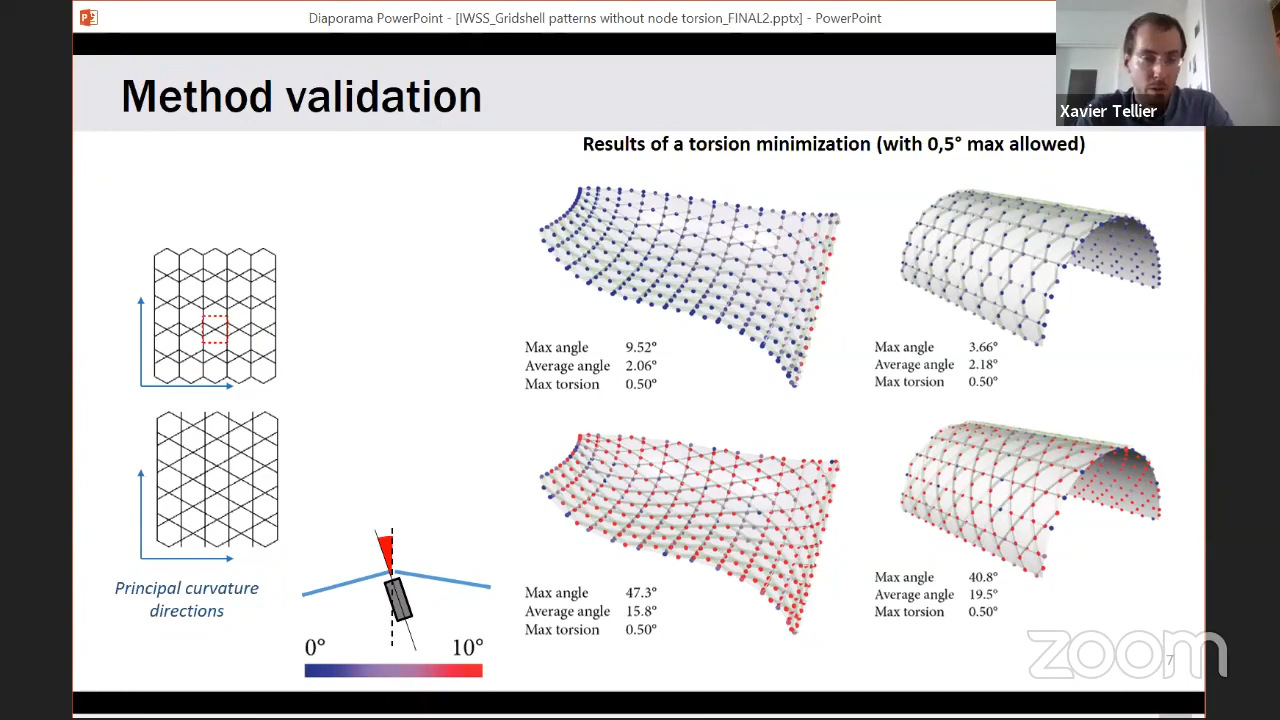 Diaporama PowerPoint - [IWSS_Gridshell patterns without node torsion_FINAL2.pptx] - PowerPoint
Method validation
Xavier Tellier
Results of a torsion minimization (with 0,5° max allowed)
Max angle 9.52°
Average angle 2.06°
Max torsion 0.50°
Max angle 3.66°
Average angle 2.18°
Max torsion 0.50°
Principal curvature
directions
0° 10°
Max angle 47.3°
Average angle 15.8°
Max torsion 0.50°
Max angle 40.8°
Average angle 19.5°
Max torsion 0.50°
zoom
7